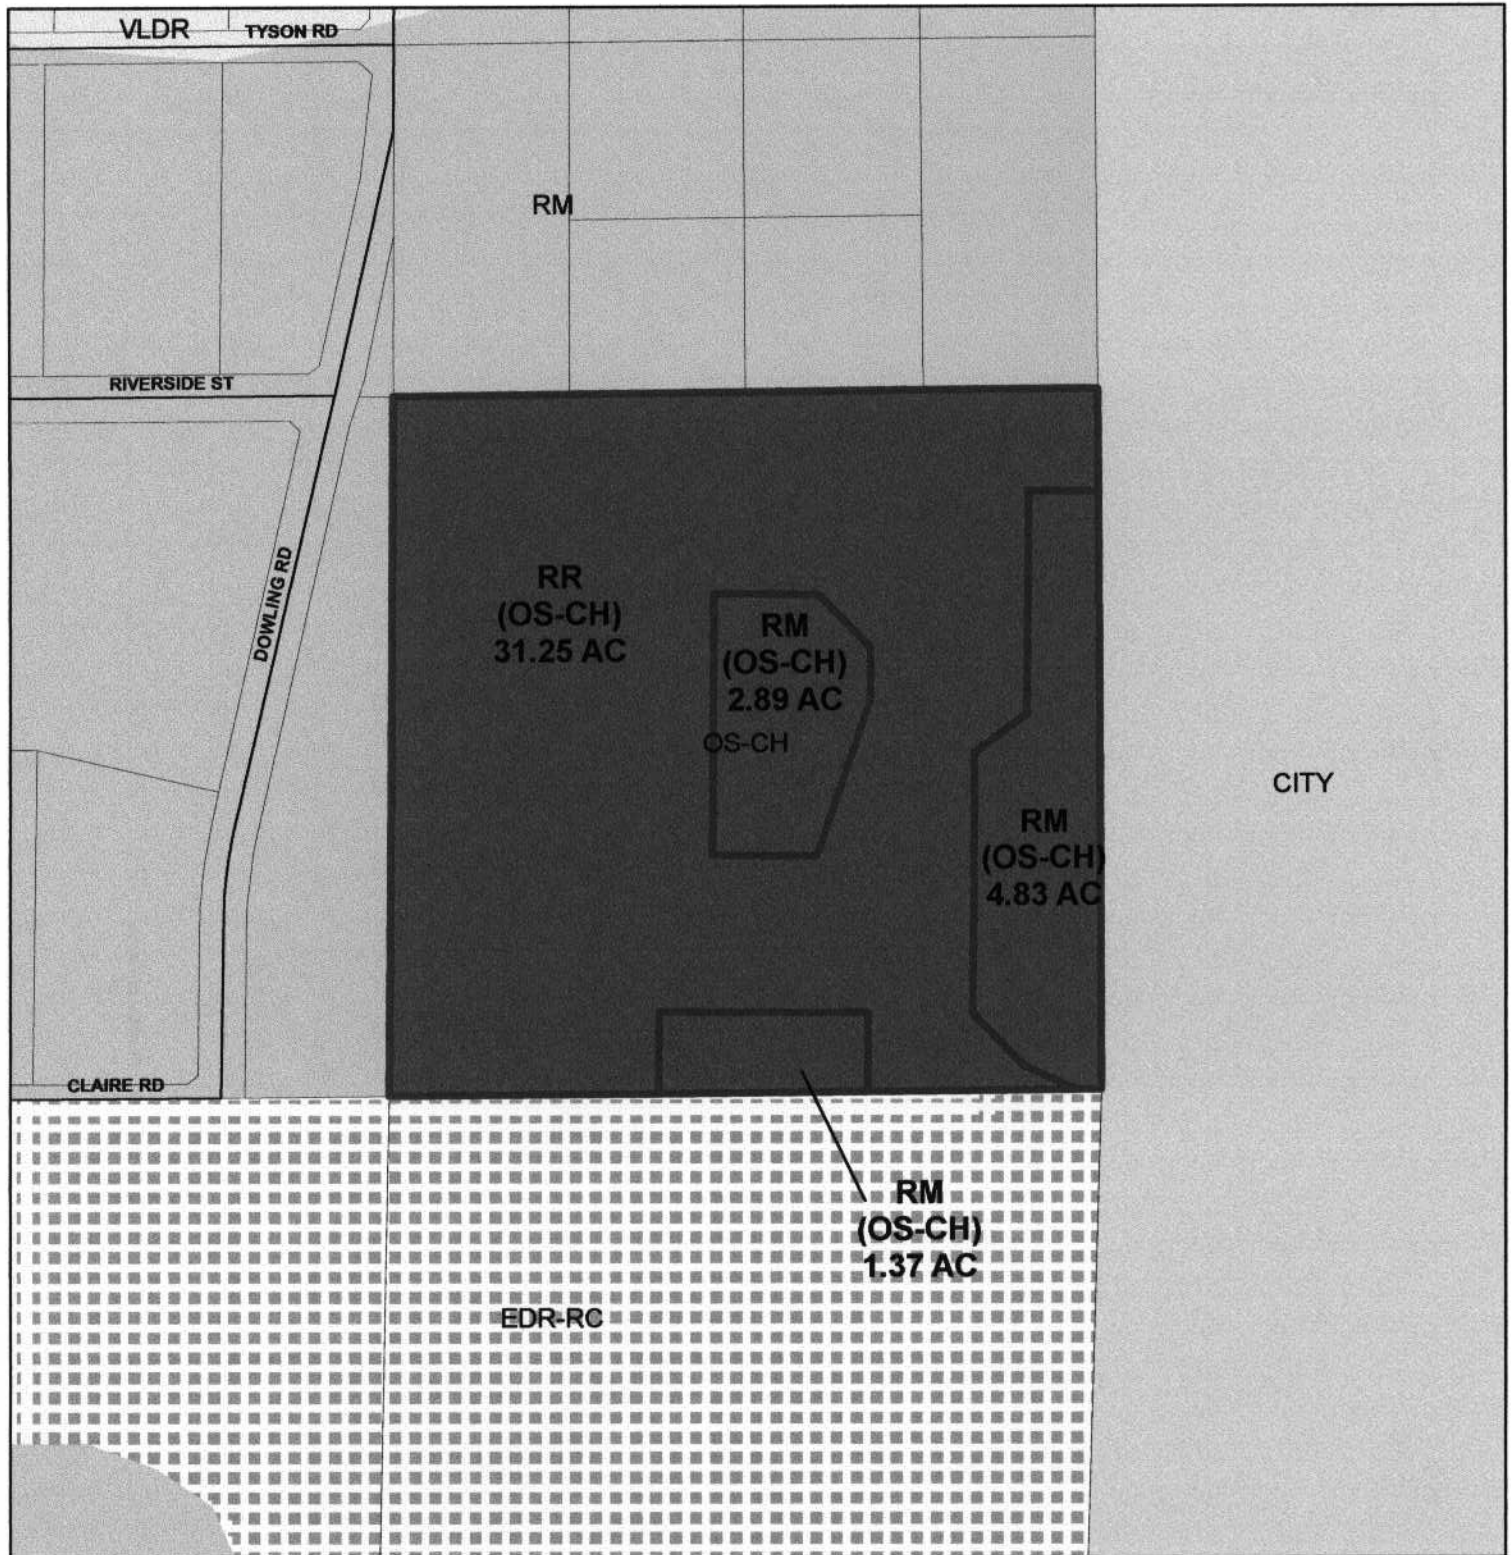 VLDR
TYSON RD
RM
RIVERSIDE ST
DOWLING RD
RR
(OS-CH)
31.25 AC
RM
(OS-CH)
2.89 AC
OS-CH
CITY
RM
(OS-CH)
4.83 AC
CLAIRE RD
RM
(OS-CH)
1.37 AC
EDR-RC